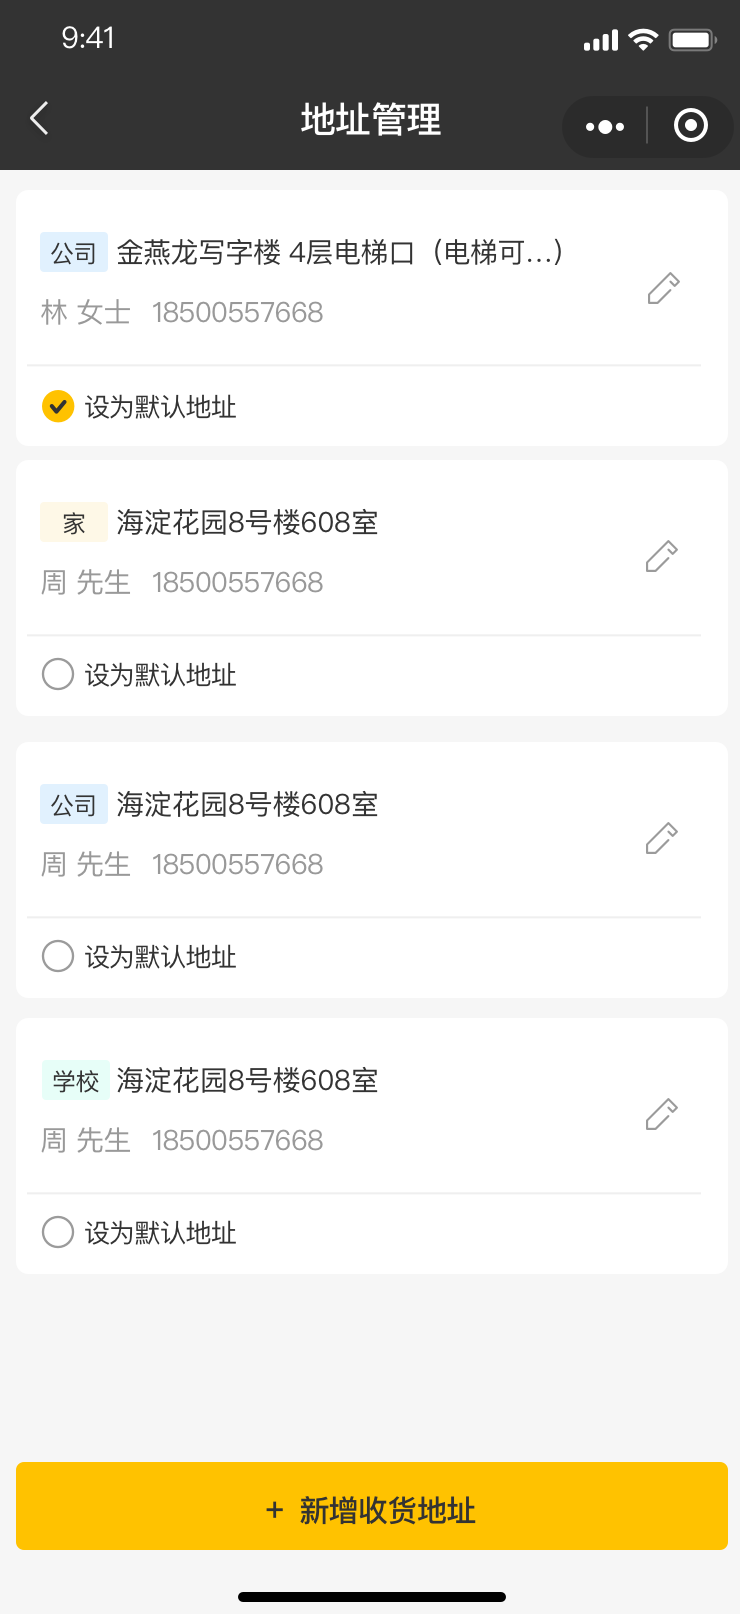 9:41
地址管理
公司 金燕龙写字楼 4层电梯口（电梯可...）
林 女士 18500557668
设为默认地址
家 海淀花园8号楼608室
周 先生 18500557668
设为默认地址
公司 海淀花园8号楼608室
周 先生 18500557668
设为默认地址
学校 海淀花园8号楼608室
周 先生 18500557668
设为默认地址
+ 新增收货地址